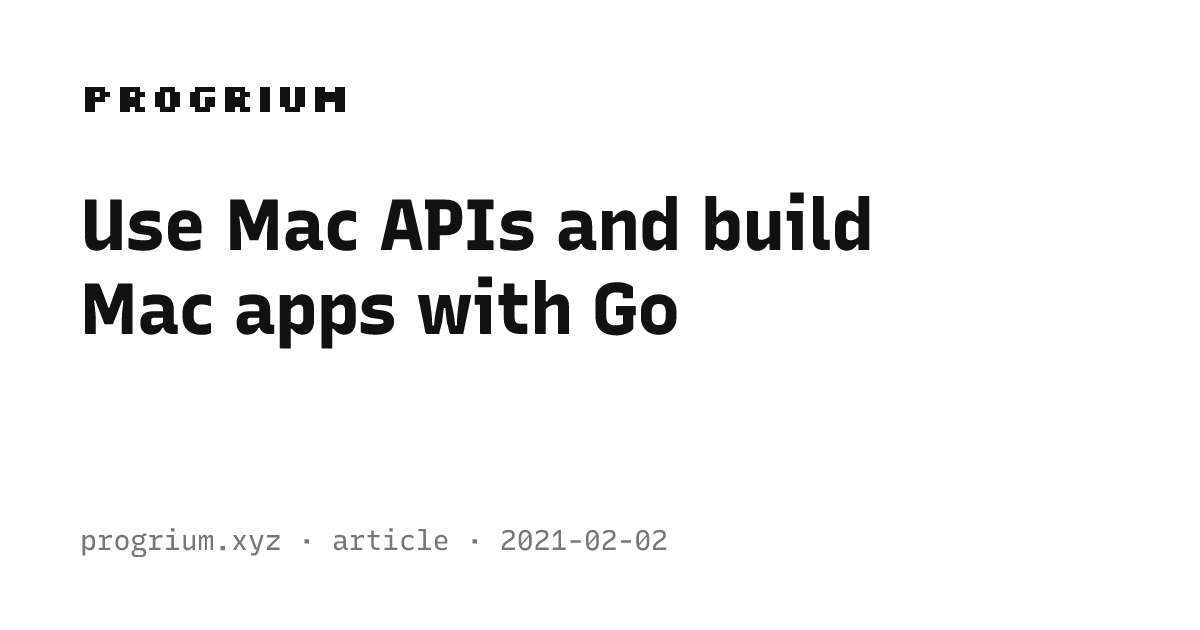 PROGRIUM
Use Mac APIs and build
Mac apps with Go
progrium.xyz · article · 2021-02-02